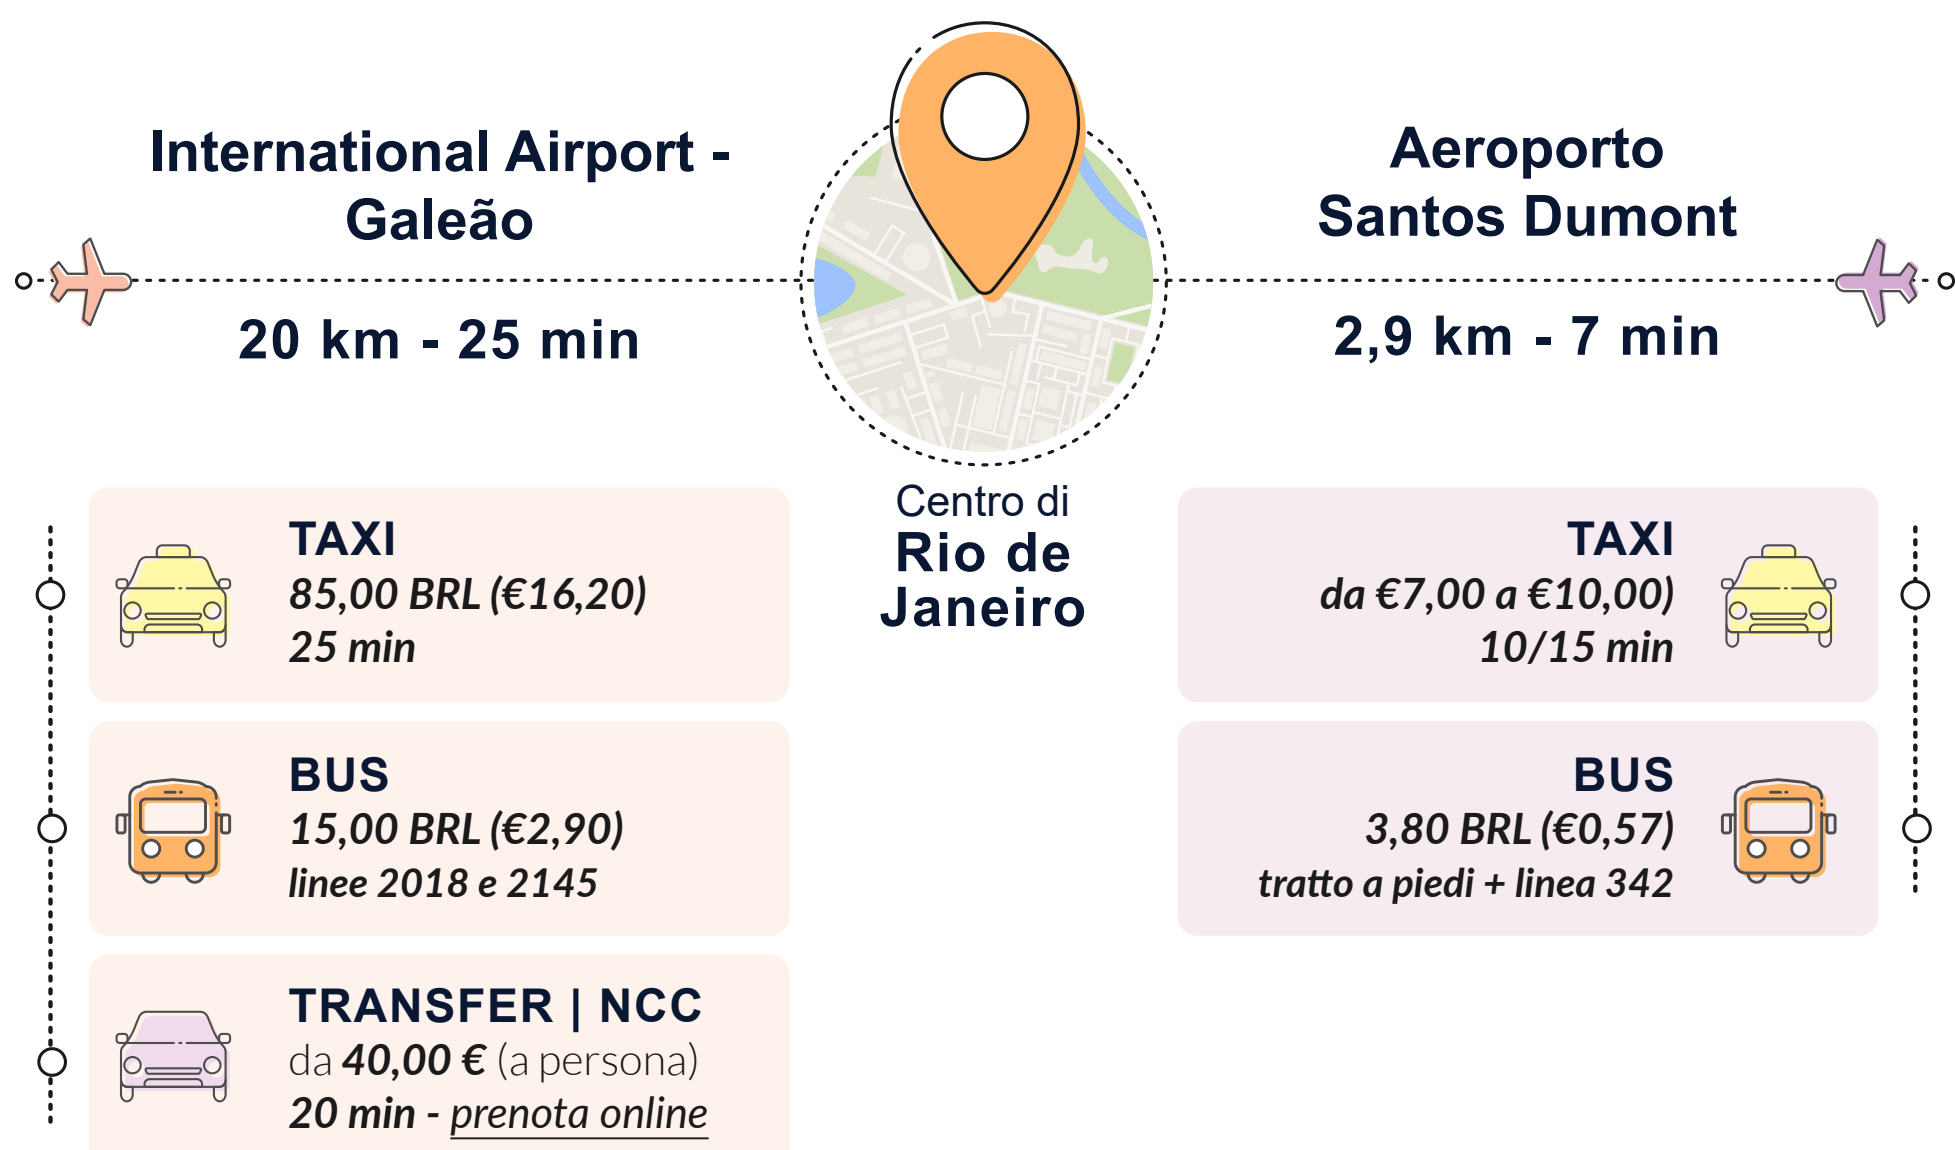 International Airport -
Galeão
20 km - 25 min
Aeroporto
Santos Dumont
2,9 km - 7 min
Centro di
Rio de
Janeiro
TAXI
85,00 BRL (€16,20)
25 min
BUS
15,00 BRL (€2,90)
linee 2018 e 2145
TRANSFER | NCC
da 40,00 € (a persona)
20 min - prenota online
TAXI
da €7,00 a €10,00)
10/15 min
BUS
3,80 BRL (€0,57)
tratto a piedi + linea 342